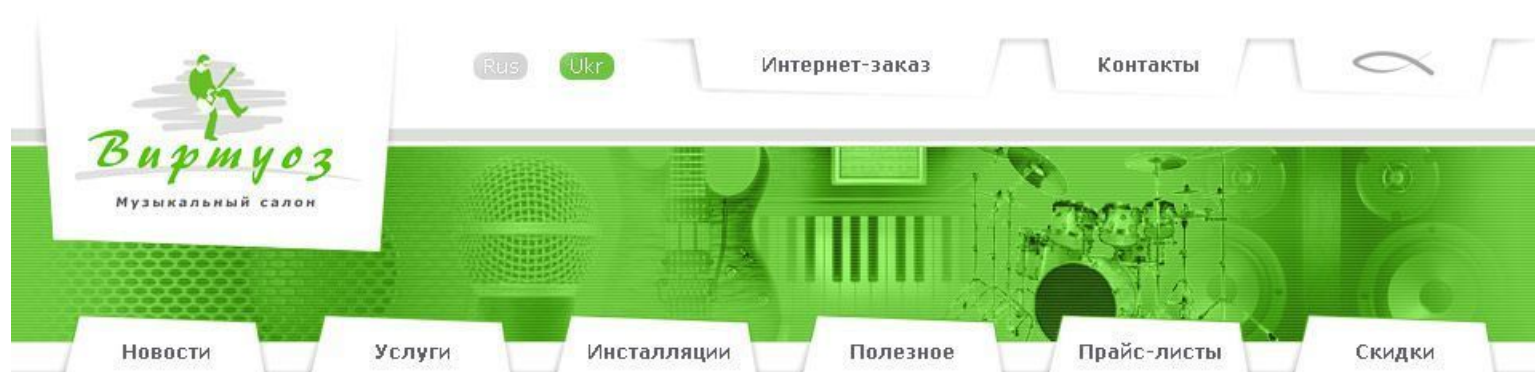 Rus Ukr Интернет-заказ Контакты
Виртуоз
Музыкальный салон
Новости Услуги Инсталляции Полезное Прайс-листы Скидки